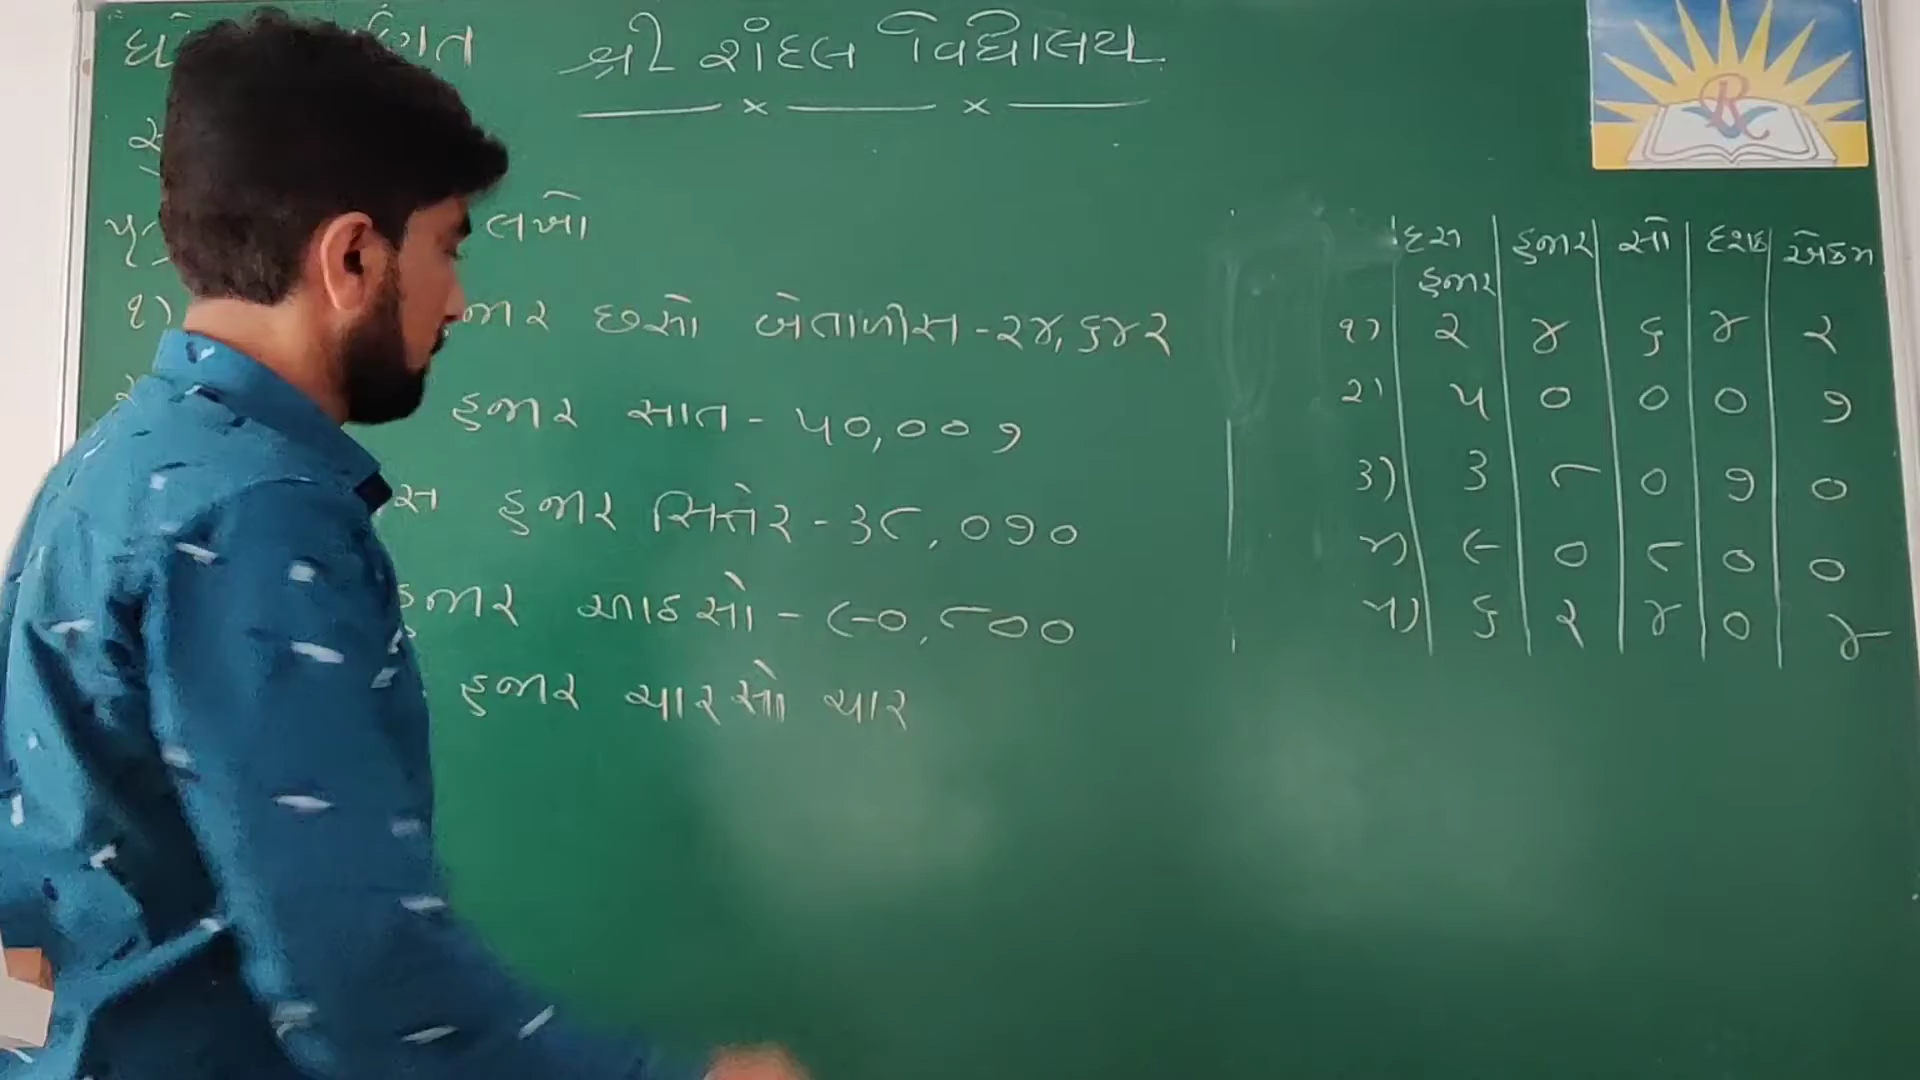 શ્રી રાંદલ વિદ્યાલય
લખો
૧) છસો બેતાળીસ - ૨૪,૬૪૨
હજાર સાત - ૫૦,૦૦૭
હજાર સિત્તેર - ૩૮,૦૭૦
હજાર આઠસો - ૯૦,૮૦૦
હજાર ચારસો ચાર
દસ હજાર | હજાર | સો | દશક | એકમ
૧) ૨ ૪ ૬ ૪ ૨
૨) ૫ ૦ ૦ ૦ ૭
૩) ૩ ૮ ૦ ૭ ૦
૪) ૯ ૦ ૮ ૦ ૦
૫) ૬ ૨ ૪ ૦ ૪